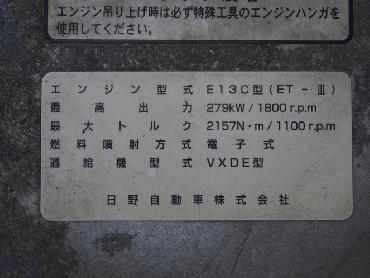 エンジン吊り上げ時は必ず特殊工具のエンジンハンガを
使用してください。
エンジン型式 E13C型(ET-Ⅲ)
最高出力 279kW/1800r.p.m
最大トルク 2157N・m/1100r.p.m
燃料噴射方式 電子式
過給機型式 VXDE型
日野自動車株式会社